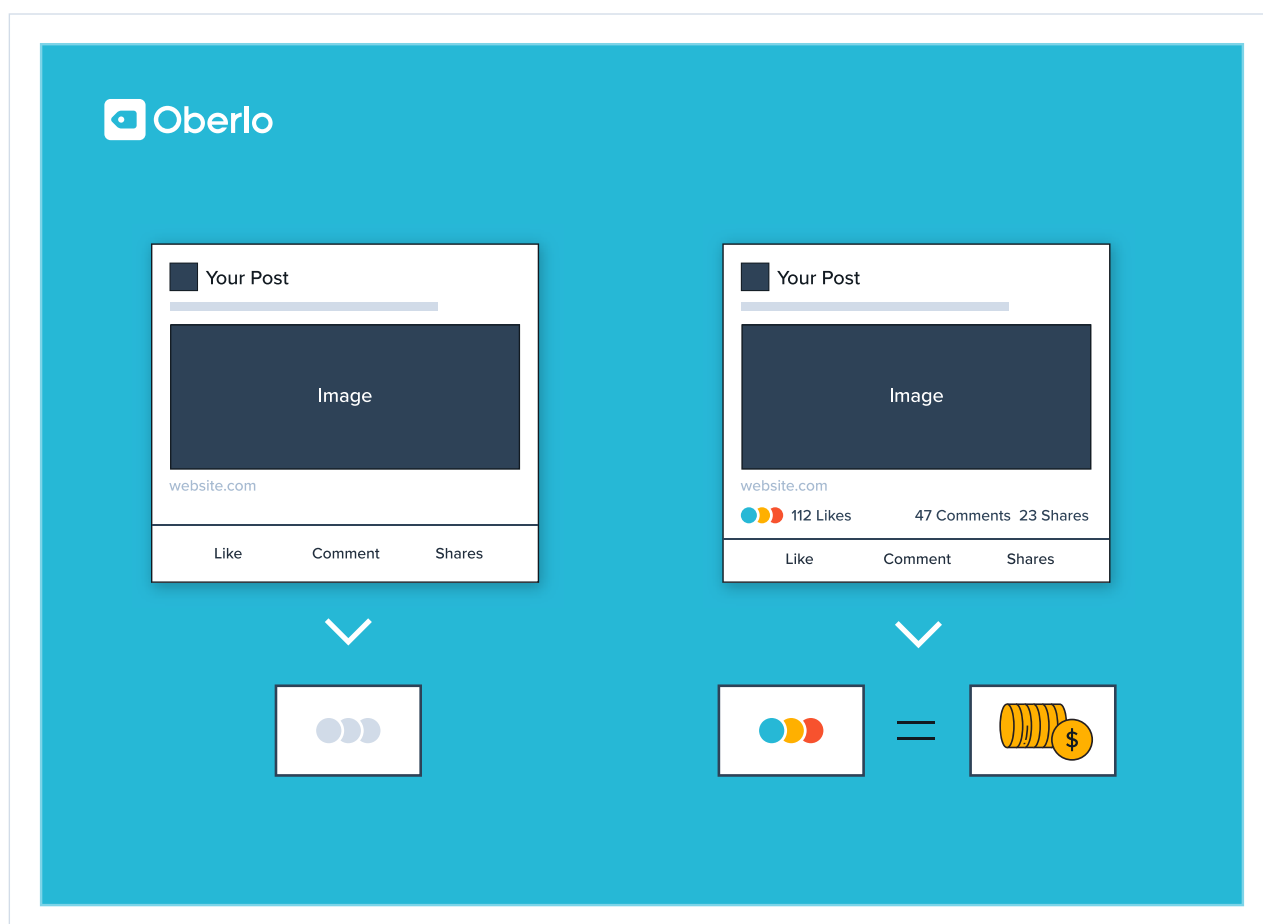 Oberlo
Your Post
Image
website.com
Like Comment Shares
Your Post
Image
website.com
112 Likes 47 Comments 23 Shares
Like Comment Shares
$